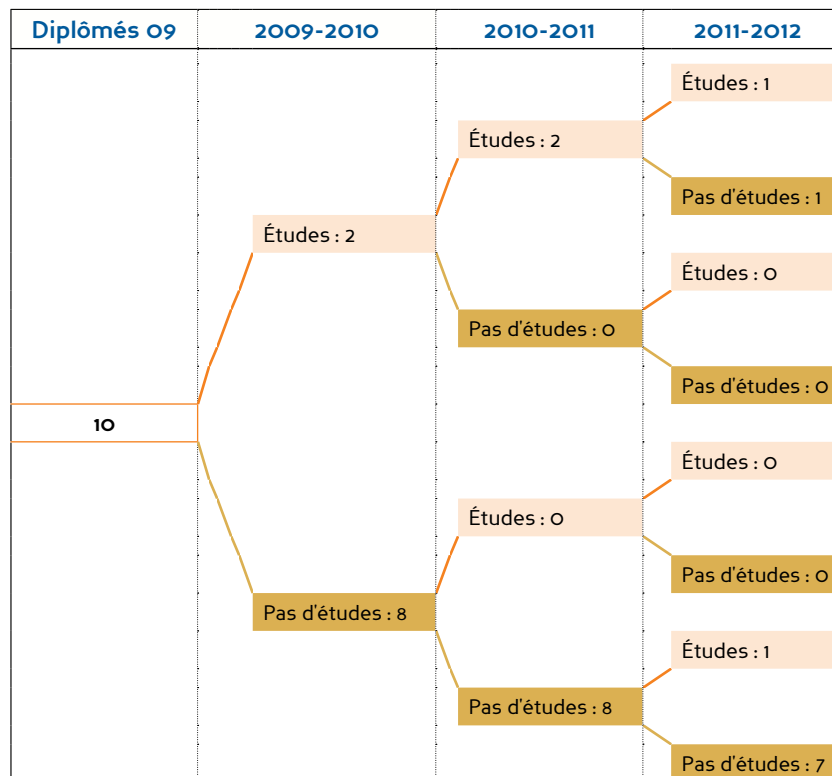 Diplômés 09 2009-2010 2010-2011 2011-2012
Études : 1
Études : 2
Pas d'études : 1
Études : 2
Études : 0
Pas d'études : 0
Pas d'études : 0
10
Études : 0
Études : 0
Pas d'études : 0
Pas d'études : 8
Études : 1
Pas d'études : 8
Pas d'études : 7